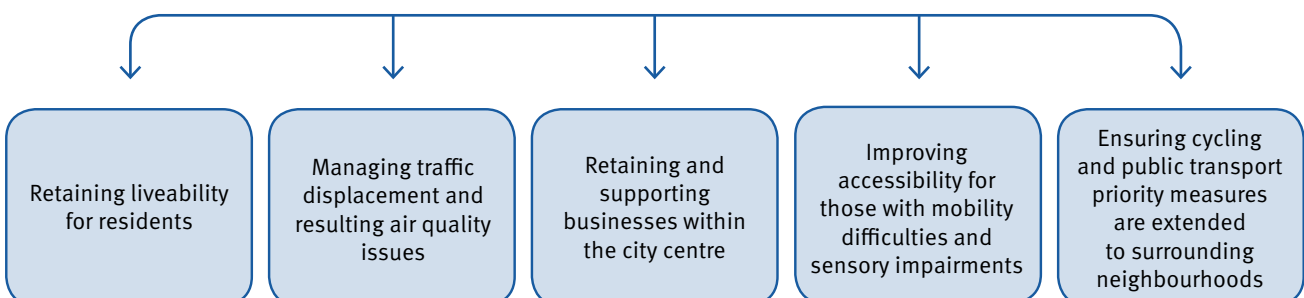 Retaining liveability
for residents
Managing traffic
displacement and
resulting air quality
issues
Retaining and
supporting
businesses within
the city centre
Improving
accessibility for
those with mobility
difficulties and
sensory impairments
Ensuring cycling
and public transport
priority measures
are extended
to surrounding
neighbourhoods